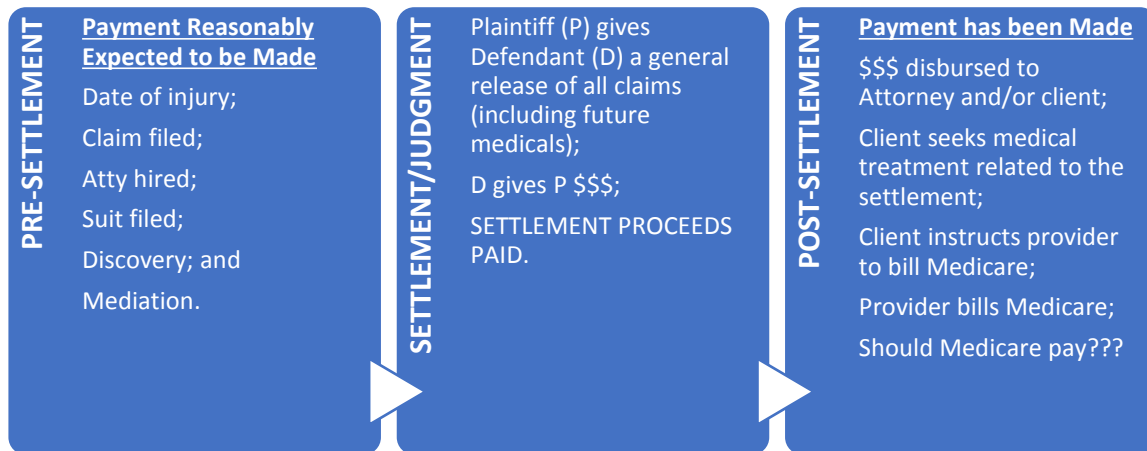 PRE-SETTLEMENT
Payment Reasonably
Expected to be Made
Date of injury;
Claim filed;
Atty hired;
Suit filed;
Discovery; and
Mediation.
SETTLEMENT/JUDGMENT
Plaintiff (P) gives
Defendant (D) a general
release of all claims
(including future
medicals);
D gives P $$$;
SETTLEMENT PROCEEDS
PAID.
POST-SETTLEMENT
Payment has been Made
$$$ disbursed to
Attorney and/or client;
Client seeks medical
treatment related to the
settlement;
Client instructs provider
to bill Medicare;
Provider bills Medicare;
Should Medicare pay???